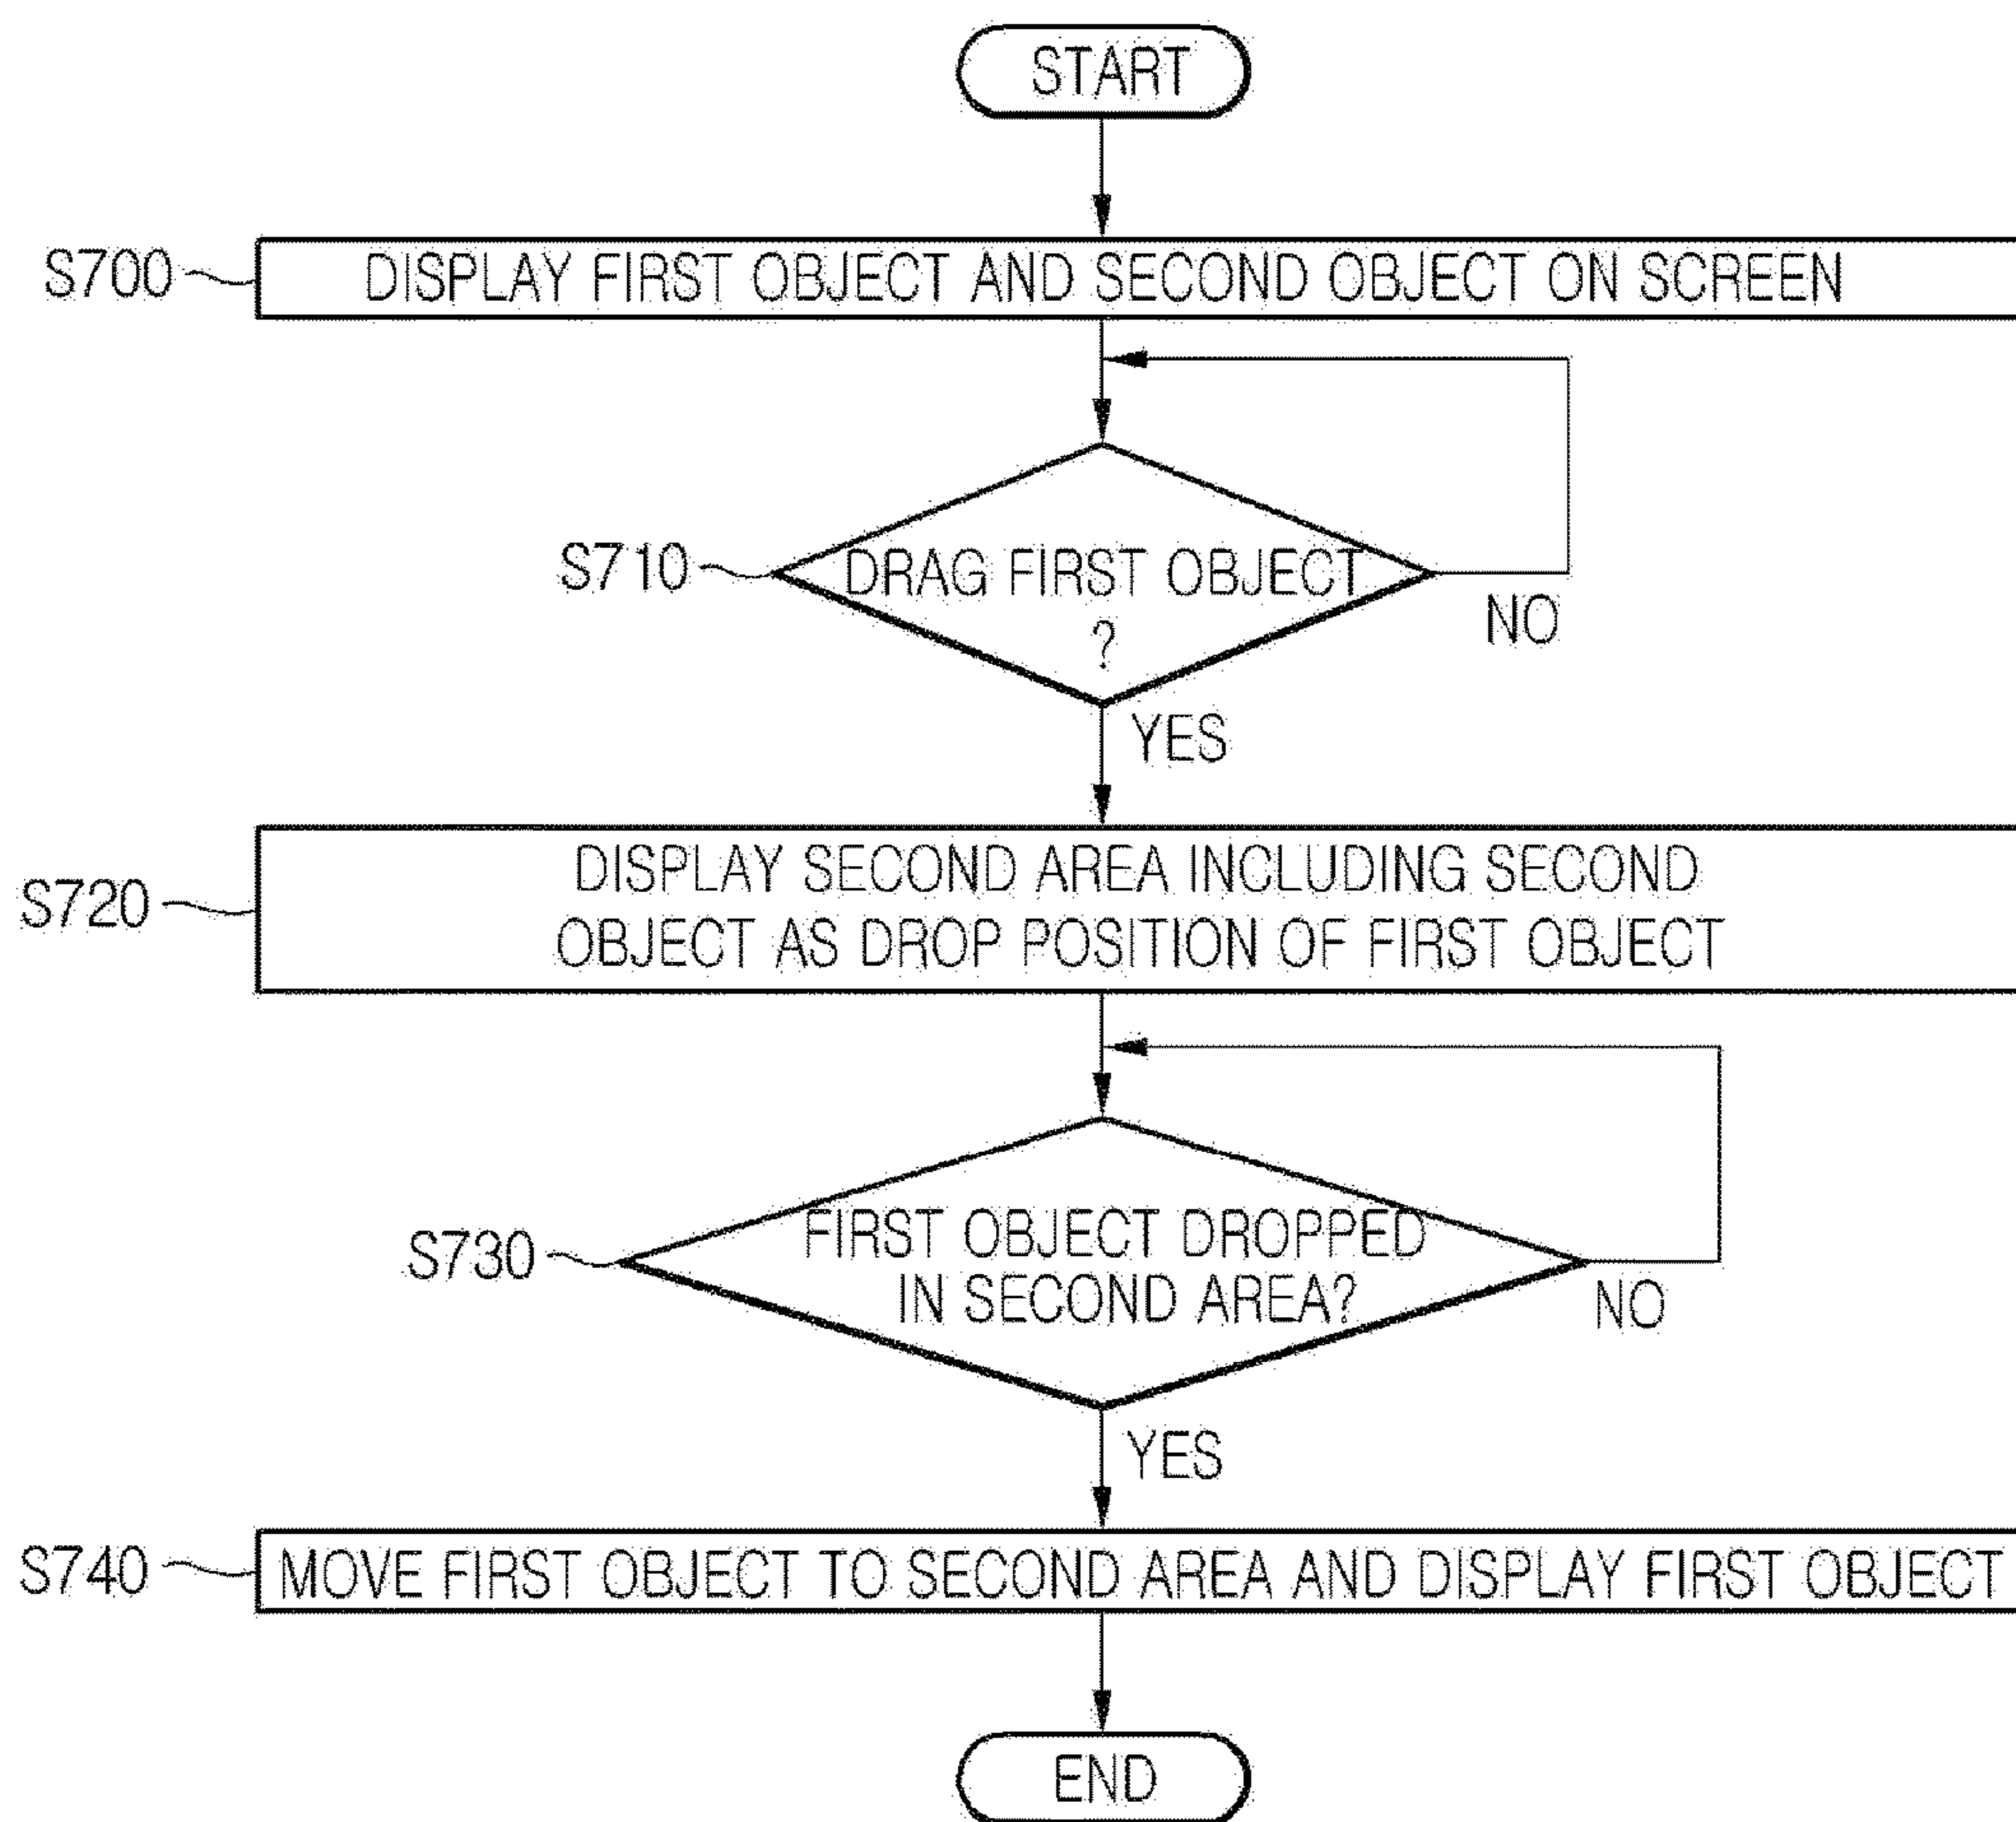 START
S700
DISPLAY FIRST OBJECT AND SECOND OBJECT ON SCREEN
S710
DRAG FIRST OBJECT
?
NO
YES
S720
DISPLAY SECOND AREA INCLUDING SECOND
OBJECT AS DROP POSITION OF FIRST OBJECT
S730
FIRST OBJECT DROPPED
IN SECOND AREA?
NO
YES
S740
MOVE FIRST OBJECT TO SECOND AREA AND DISPLAY FIRST OBJECT
END